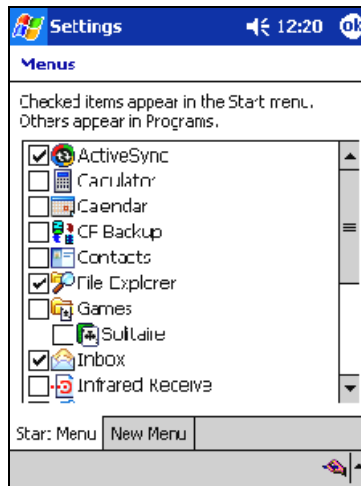 Settings 12:20 ok
Menus
Checked items appear in the Start menu.
Others appear in Programs.
ActiveSync
Calculator
Calendar
CF Backup
Contacts
File Explorer
Games
Solitaire
Inbox
Infrared Receive
Start Menu New Menu